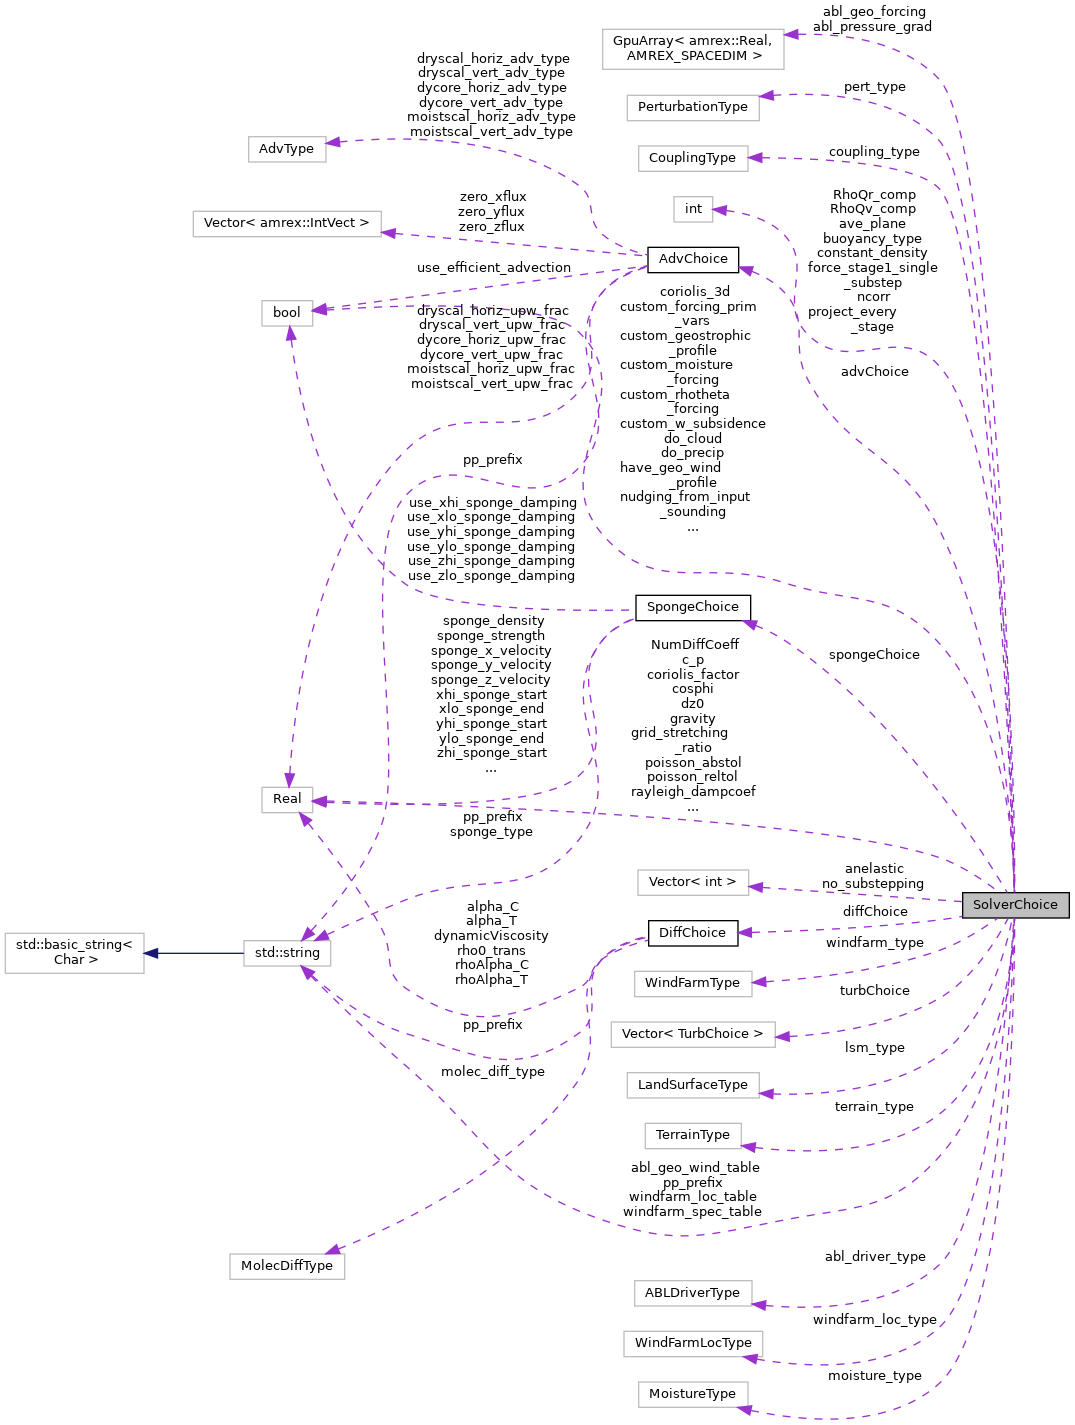 abl_geo_forcing
abl_pressure_grad
GpuArray< amrex::Real,
AMREX_SPACEDIM >
dryscal_horiz_adv_type
dryscal_vert_adv_type
dycore_horiz_adv_type
dycore_vert_adv_type
moistscal_horiz_adv_type
moistscal_vert_adv_type
pert_type
PerturbationType
AdvType
coupling_type
CouplingType
zero_xflux
zero_yflux
zero_zflux
Vector< amrex::IntVect >
int
RhoQr_comp
RhoQv_comp
ave_plane
buoyancy_type
constant_density
force_stage1_single
_substep
ncorr
project_every
_stage
AdvChoice
use_efficient_advection
bool
advChoice
dryscal_horiz_upw_frac
dryscal_vert_upw_frac
dycore_horiz_upw_frac
dycore_vert_upw_frac
moistscal_horiz_upw_frac
moistscal_vert_upw_frac
coriolis_3d
custom_forcing_prim
_vars
custom_geostrophic
_profile
custom_moisture
_forcing
custom_rhotheta
_forcing
custom_w_subsidence
do_cloud
do_precip
have_geo_wind
_profile
nudging_from_input
_sounding
...
pp_prefix
use_xhi_sponge_damping
use_xlo_sponge_damping
use_yhi_sponge_damping
use_ylo_sponge_damping
use_zhi_sponge_damping
use_zlo_sponge_damping
SpongeChoice
spongeChoice
sponge_density
sponge_strength
sponge_x_velocity
sponge_y_velocity
sponge_z_velocity
xhi_sponge_start
xlo_sponge_end
yhi_sponge_start
ylo_sponge_end
zhi_sponge_start
...
NumDiffCoeff
c_p
coriolis_factor
cosphi
dz0
gravity
grid_stretching
_ratio
poisson_abstol
poisson_reltol
rayleigh_dampcoef
...
Real
pp_prefix
sponge_type
anelastic
no_substepping
Vector< int >
SolverChoice
diffChoice
DiffChoice
alpha_C
alpha_T
dynamicViscosity
rho0_trans
rhoAlpha_C
rhoAlpha_T
std::basic_string<
Char >
std::string
windfarm_type
WindFarmType
turbChoice
Vector< TurbChoice >
pp_prefix
lsm_type
LandSurfaceType
molec_diff_type
terrain_type
TerrainType
abl_geo_wind_table
pp_prefix
windfarm_loc_table
windfarm_spec_table
MolecDiffType
abl_driver_type
ABLDriverType
windfarm_loc_type
WindFarmLocType
moisture_type
MoistureType